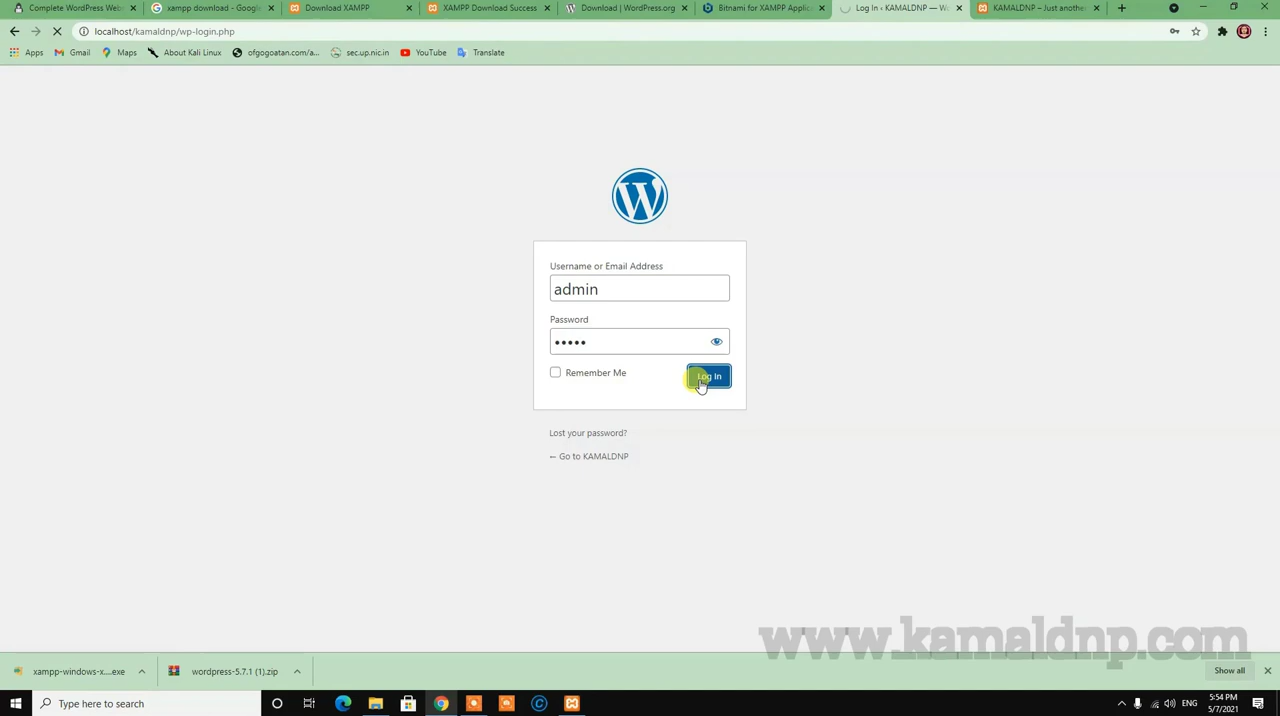 Complete WordPress Web
xampp download - Google
Download XAMPP
XAMPP Download Success
Download | WordPress.org
Bitnami for XAMPP Applica
Log In ‹ KAMALDNP — Wo
KAMALDNP – Just another
localhost/kamaldnp/wp-login.php
Apps
Gmail
Maps
About Kali Linux
ofgogoatan.com/a...
sec.up.nic.in
YouTube
Translate
Username or Email Address
admin
Password
Remember Me
Log In
Lost your password?
← Go to KAMALDNP
www.kamaldnp.com
xampp-windows-x....exe
wordpress-5.7.1 (1).zip
Show all
Type here to search
ENG
5:54 PM
5/7/2021